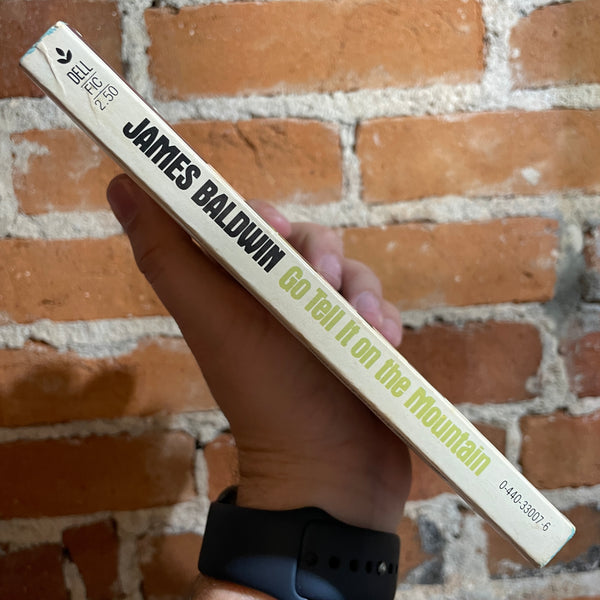 DELL
FIC
2.50
JAMES BALDWIN Go Tell It on the Mountain
0-440-33007-6